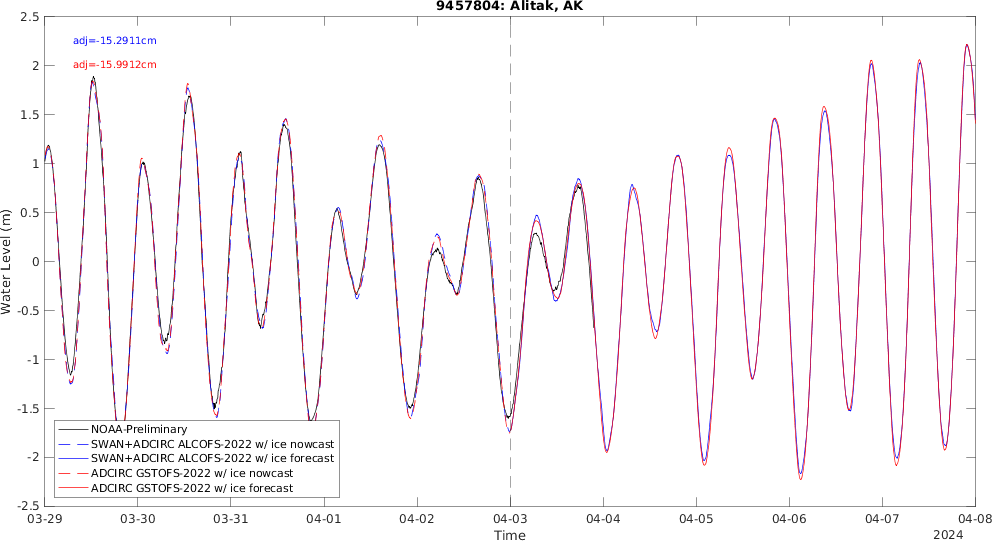 9457804: Alitak, AK
adj=-15.2911cm
adj=-15.9912cm
2.5
2
1.5
1
0.5
0
-0.5
-1
-1.5
-2
-2.5
Water Level (m)
NOAA-Preliminary
SWAN+ADCIRC ALCOFS-2022 w/ ice nowcast
SWAN+ADCIRC ALCOFS-2022 w/ ice forecast
ADCIRC GSTOFS-2022 w/ ice nowcast
ADCIRC GSTOFS-2022 w/ ice forecast
03-29 03-30 03-31 04-01 04-02 04-03 04-04 04-05 04-06 04-07 04-08
Time
2024